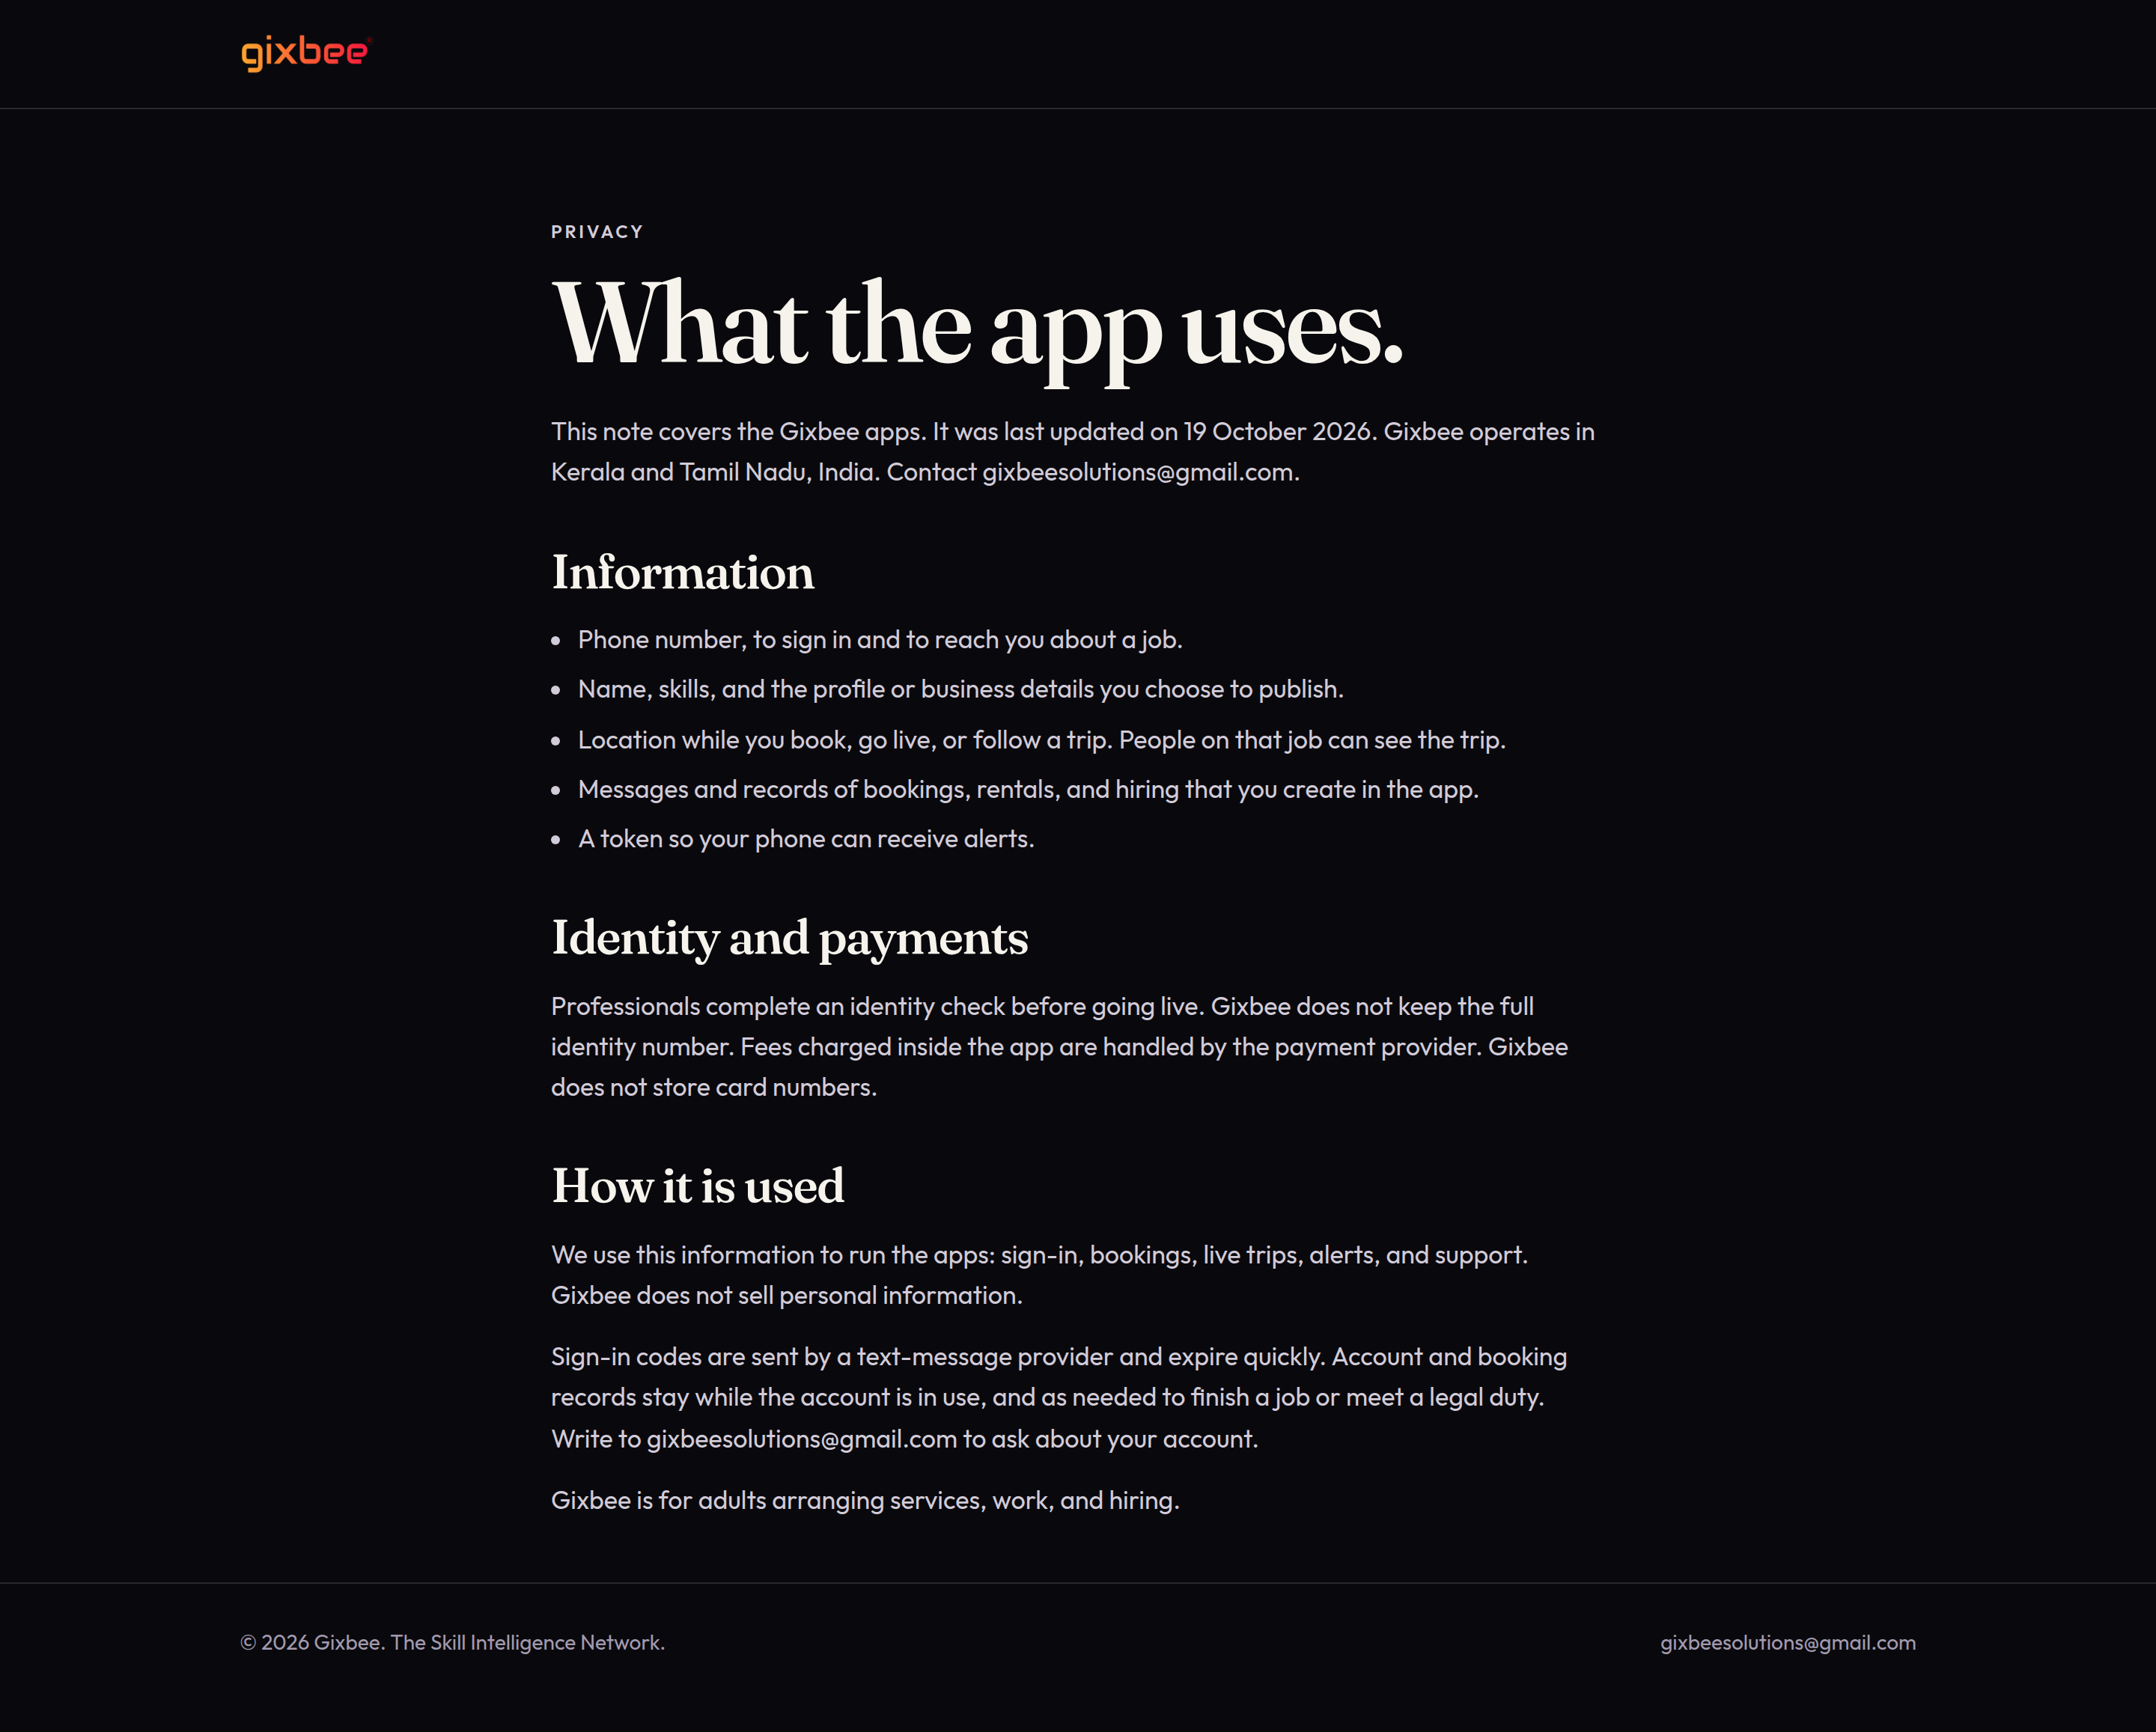 gixbee
PRIVACY
What the app uses.
This note covers the Gixbee apps. It was last updated on 19 October 2026. Gixbee operates in
Kerala and Tamil Nadu, India. Contact gixbeesolutions@gmail.com.
Information
• Phone number, to sign in and to reach you about a job.
• Name, skills, and the profile or business details you choose to publish.
• Location while you book, go live, or follow a trip. People on that job can see the trip.
• Messages and records of bookings, rentals, and hiring that you create in the app.
• A token so your phone can receive alerts.
Identity and payments
Professionals complete an identity check before going live. Gixbee does not keep the full
identity number. Fees charged inside the app are handled by the payment provider. Gixbee
does not store card numbers.
How it is used
We use this information to run the apps: sign-in, bookings, live trips, alerts, and support.
Gixbee does not sell personal information.
Sign-in codes are sent by a text-message provider and expire quickly. Account and booking
records stay while the account is in use, and as needed to finish a job or meet a legal duty.
Write to gixbeesolutions@gmail.com to ask about your account.
Gixbee is for adults arranging services, work, and hiring.
© 2026 Gixbee. The Skill Intelligence Network.
gixbeesolutions@gmail.com